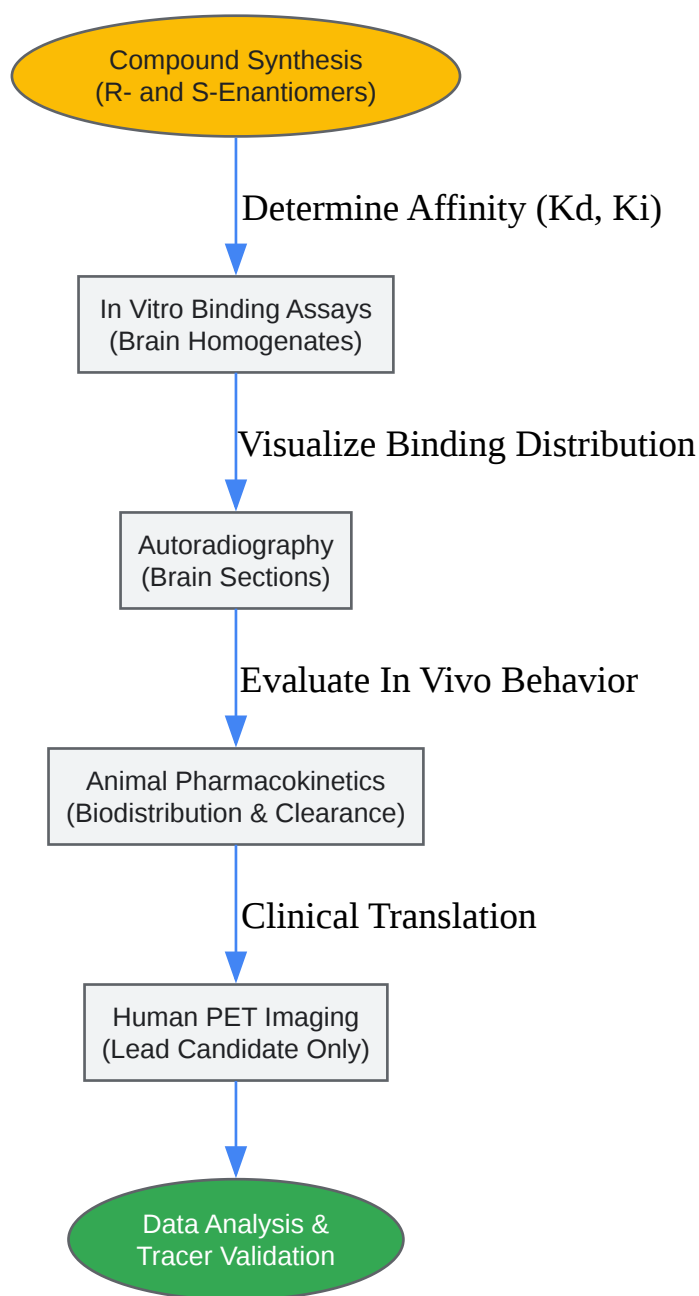 Compound Synthesis
(R- and S-Enantiomers)
Determine Affinity (Kd, Ki)
In Vitro Binding Assays
(Brain Homogenates)
Visualize Binding Distribution
Autoradiography
(Brain Sections)
Evaluate In Vivo Behavior
Animal Pharmacokinetics
(Biodistribution & Clearance)
Clinical Translation
Human PET Imaging
(Lead Candidate Only)
Data Analysis &
Tracer Validation